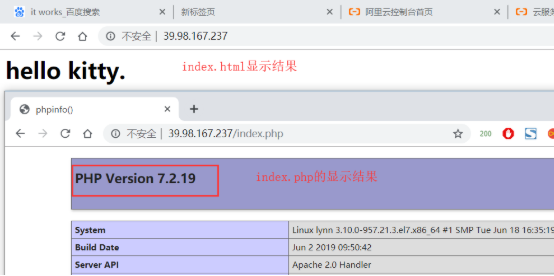 it works_百度搜索
新标签页
阿里云控制台首页
云服务
不安全 | 39.98.167.237
hello kitty.
index.html显示结果
phpinfo()
不安全 | 39.98.167.237/index.php
200
PHP Version 7.2.19
index.php的显示结果
System
Linux lynn 3.10.0-957.21.3.el7.x86_64 #1 SMP Tue Jun 18 16:35:19
Build Date
Jun 2 2019 09:50:42
Server API
Apache 2.0 Handler